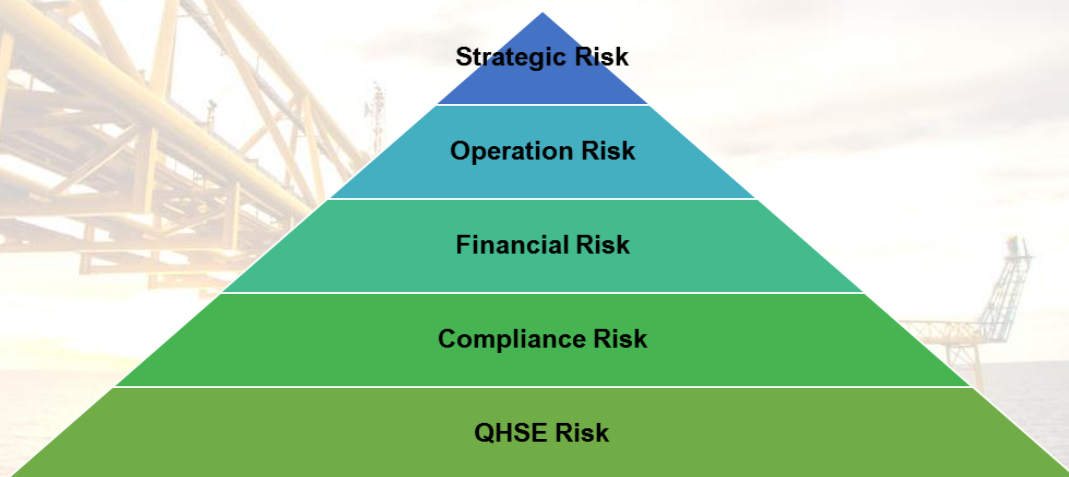 Strategic Risk
Operation Risk
Financial Risk
Compliance Risk
QHSE Risk